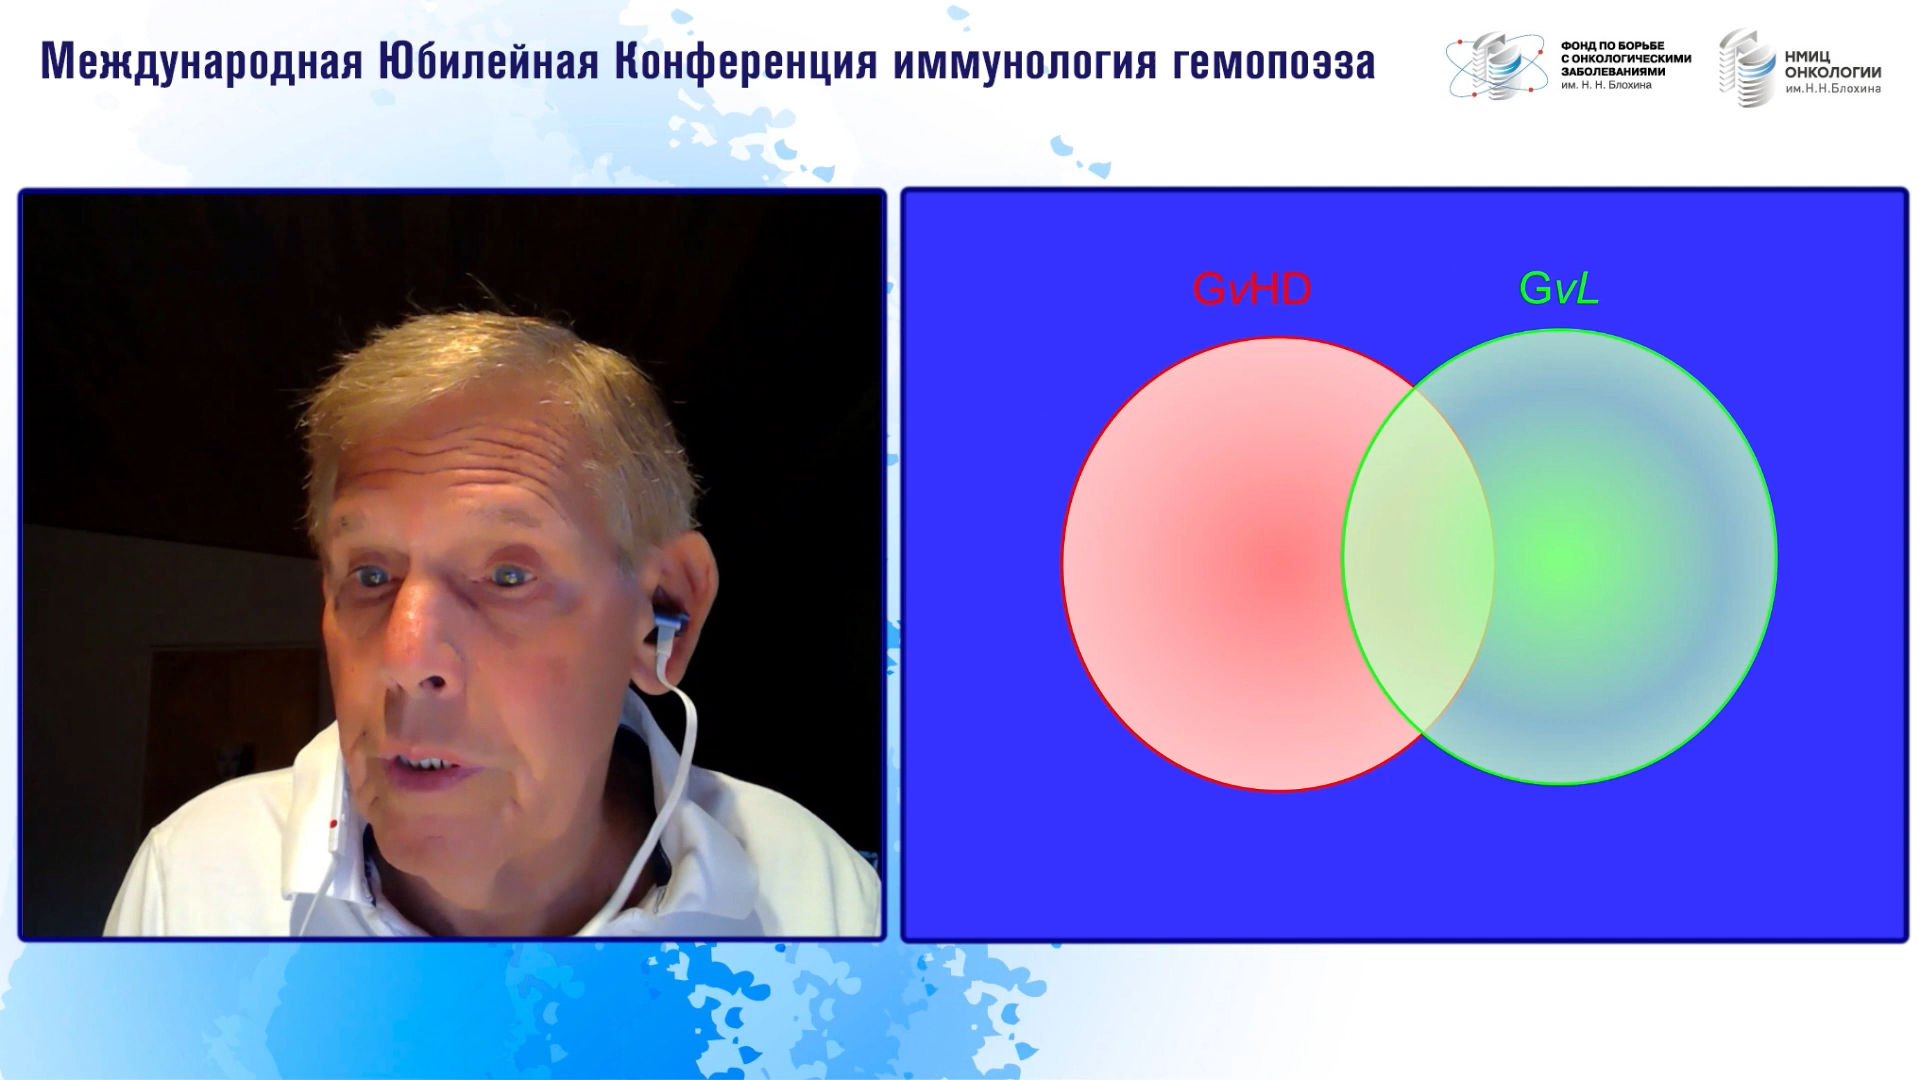 Международная Юбилейная Конференция иммунология гемопоэза
ФОНД ПО БОРЬБЕ
С ОНКОЛОГИЧЕСКИМИ
ЗАБОЛЕВАНИЯМИ
им. Н. Н. Блохина
НМИЦ
ОНКОЛОГИИ
им.Н.Н.Блохина
GvHD
GvL